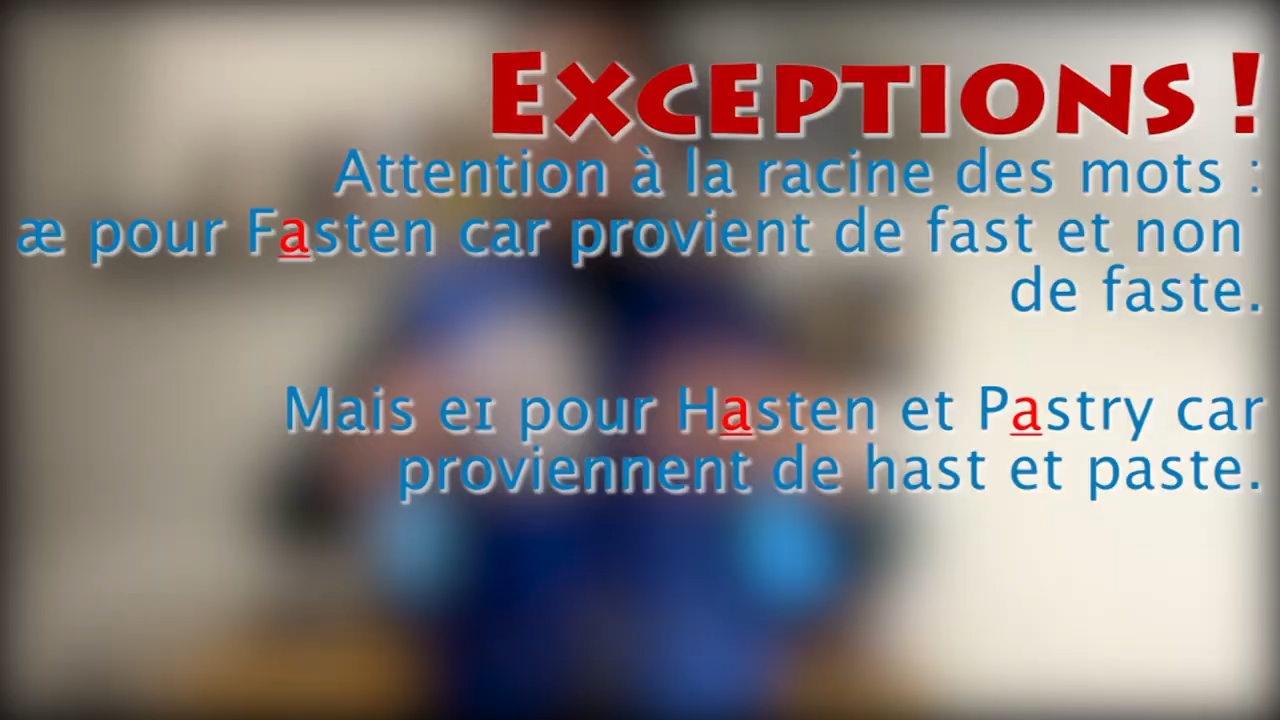 Exceptions !
Attention à la racine des mots :
æ pour Fasten car provient de fast et non
de faste.
Mais eɪ pour Hasten et Pastry car
proviennent de hast et paste.